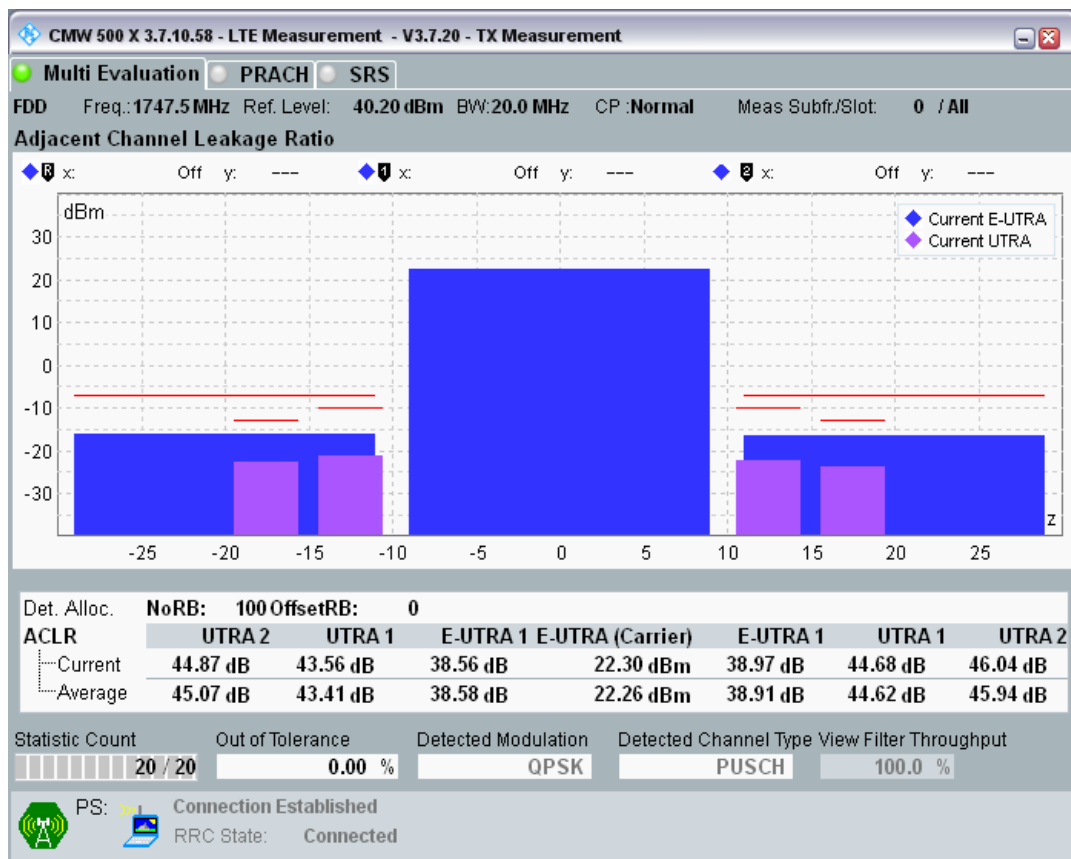 CMW 500 X 3.7.10.58 - LTE Measurement - V3.7.20 - TX Measurement
Multi Evaluation PRACH SRS
FDD Freq.:1747.5 MHz Ref. Level: 40.20 dBm BW:20.0 MHz CP :Normal Meas Subfr./Slot: 0 / All
Adjacent Channel Leakage Ratio
R x: Off y: --- 1 x: Off y: --- 2 x: Off y: ---
dBm
Current E-UTRA
Current UTRA
30
20
10
0
-10
-20
-30
z
-25 -20 -15 -10 -5 0 5 10 15 20 25
Det. Alloc. NoRB: 100 OffsetRB: 0
ACLR UTRA 2 UTRA 1 E-UTRA 1 E-UTRA (Carrier) E-UTRA 1 UTRA 1 UTRA 2
Current 44.87 dB 43.56 dB 38.56 dB 22.30 dBm 38.97 dB 44.68 dB 46.04 dB
Average 45.07 dB 43.41 dB 38.58 dB 22.26 dBm 38.91 dB 44.62 dB 45.94 dB
Statistic Count Out of Tolerance Detected Modulation Detected Channel Type View Filter Throughput
20 / 20 0.00 % QPSK PUSCH 100.0 %
PS: Connection Established
RRC State: Connected